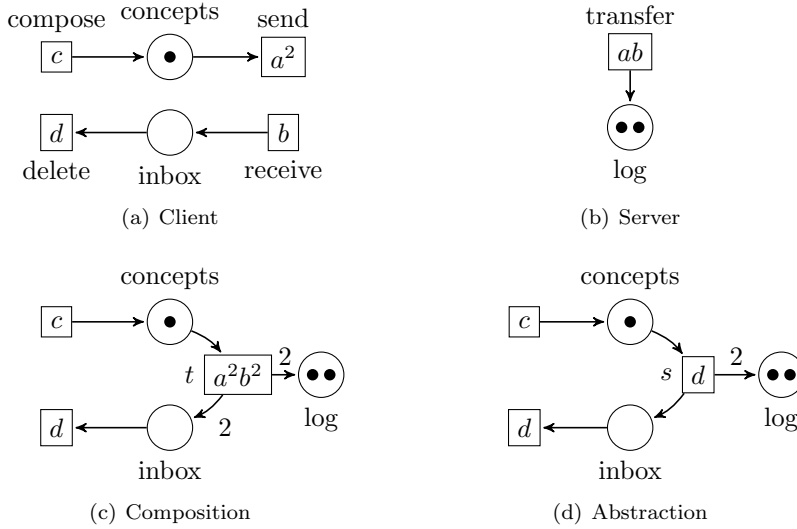 compose concepts send transfer
c a² ab
d b
delete inbox receive log
(a) Client (b) Server
concepts concepts
c c
t a²b² 2 s d 2
d 2 log d log
inbox inbox
(c) Composition (d) Abstraction